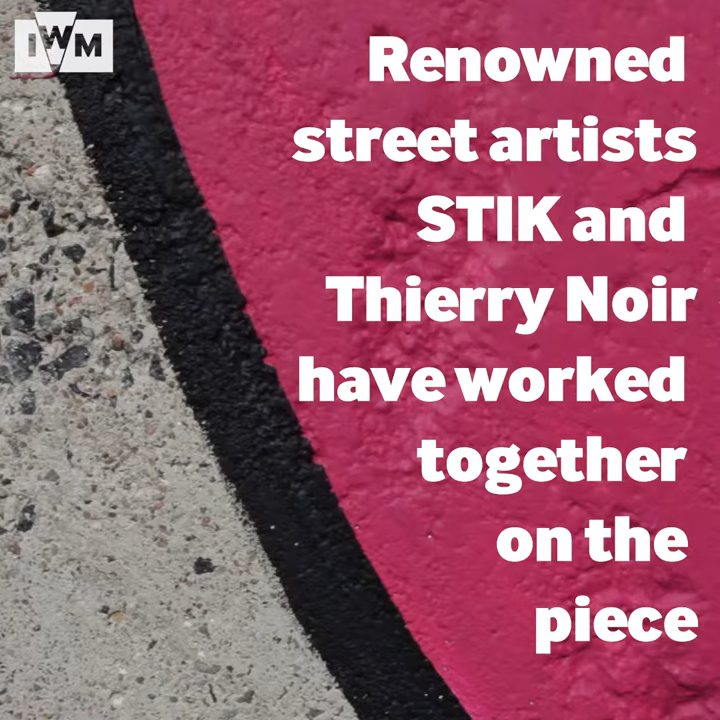 IWM
Renowned
street artists
STIK and
Thierry Noir
have worked
together
on the
piece